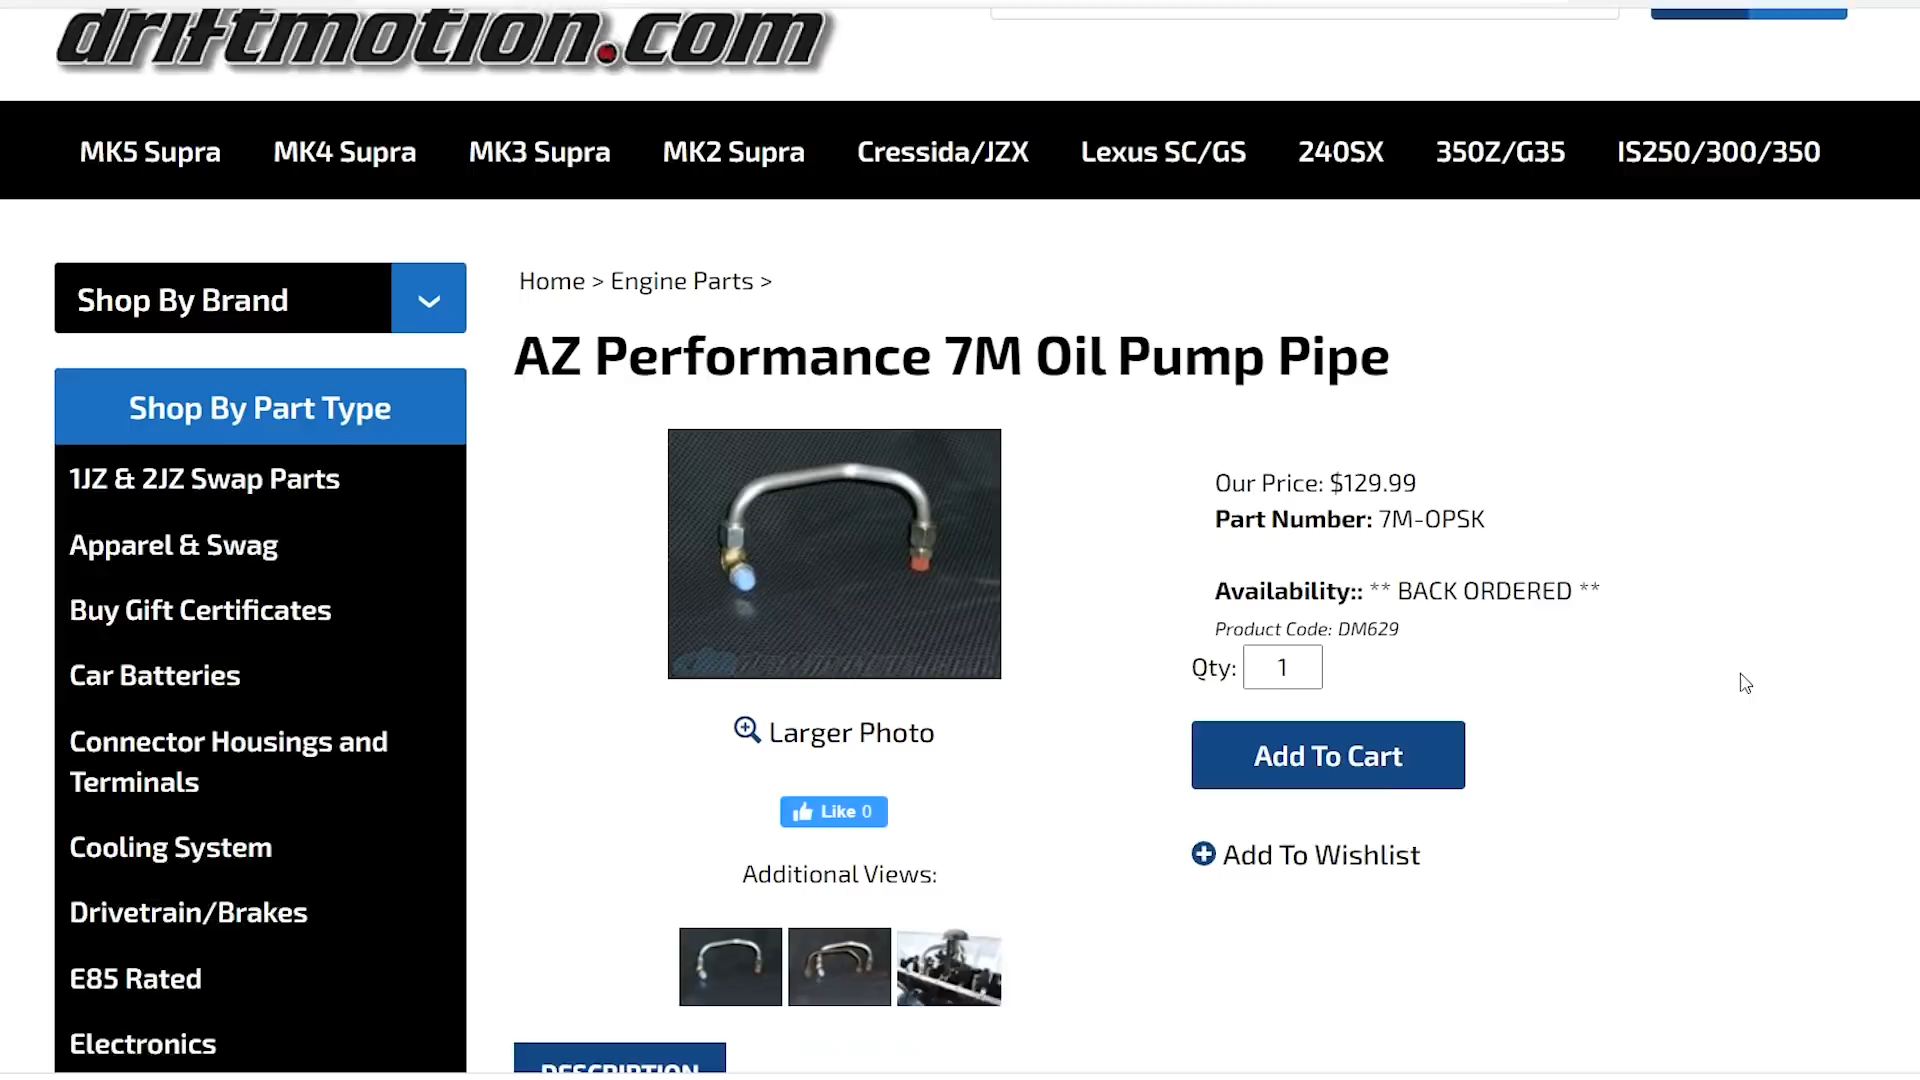 driftmotion.com
MK5 Supra MK4 Supra MK3 Supra MK2 Supra Cressida/JZX Lexus SC/GS 240SX 350Z/G35 IS250/300/350
Shop By Brand
Shop By Part Type
1JZ & 2JZ Swap Parts
Apparel & Swag
Buy Gift Certificates
Car Batteries
Connector Housings and
Terminals
Cooling System
Drivetrain/Brakes
E85 Rated
Electronics
Home > Engine Parts >
AZ Performance 7M Oil Pump Pipe
Larger Photo
Like 0
Additional Views:
DESCRIPTION
Our Price: $129.99
Part Number: 7M-OPSK
Availability:: ** BACK ORDERED **
Product Code: DM629
Qty: 1
Add To Cart
Add To Wishlist